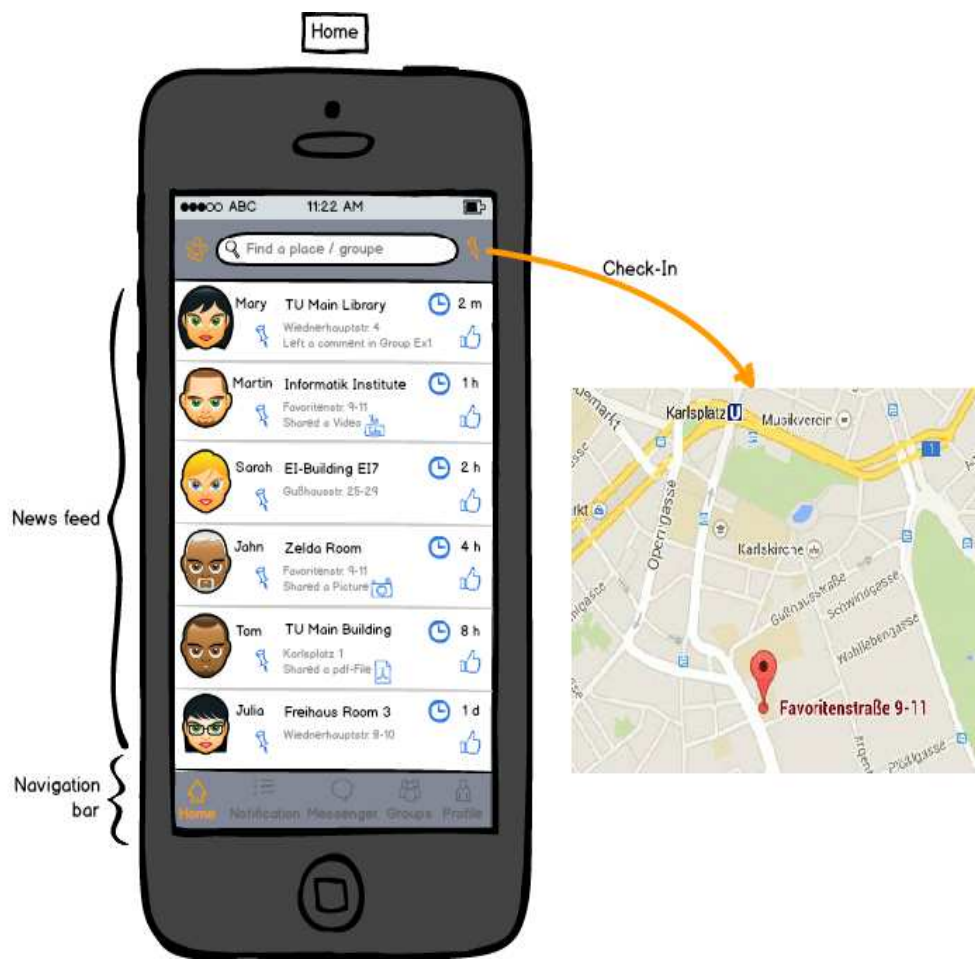 Home
ABC 11:22 AM
Find a place / groupe
Check-In
Mary TU Main Library 2 m
Wiednerhauptstr. 4
Left a comment in Group Ex1
Martin Informatik Institute 1 h
Favoritenstr. 9-11
Shared a Video
Sarah EI-Building EI7 2 h
Gußhausstr. 25-29
Jahn Zelda Room 4 h
Favoritenstr. 9-11
Shared a Picture
Tom TU Main Building 8 h
Karlsplatz 1
Shared a pdf-File
Julia Freihaus Room 3 1 d
Wiednerhauptstr. 8-10
Home Notification Messenger Groups Profile
News feed
Navigation
bar
Karlsplatz U
Musikverein
1
Operngasse
Karlskirche
Gußhausstraße
Schwindgasse
Wohllebengasse
Favoritenstraße 9-11
Plößlgasse